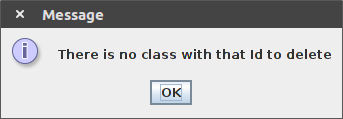 Message
There is no class with that Id to delete
OK